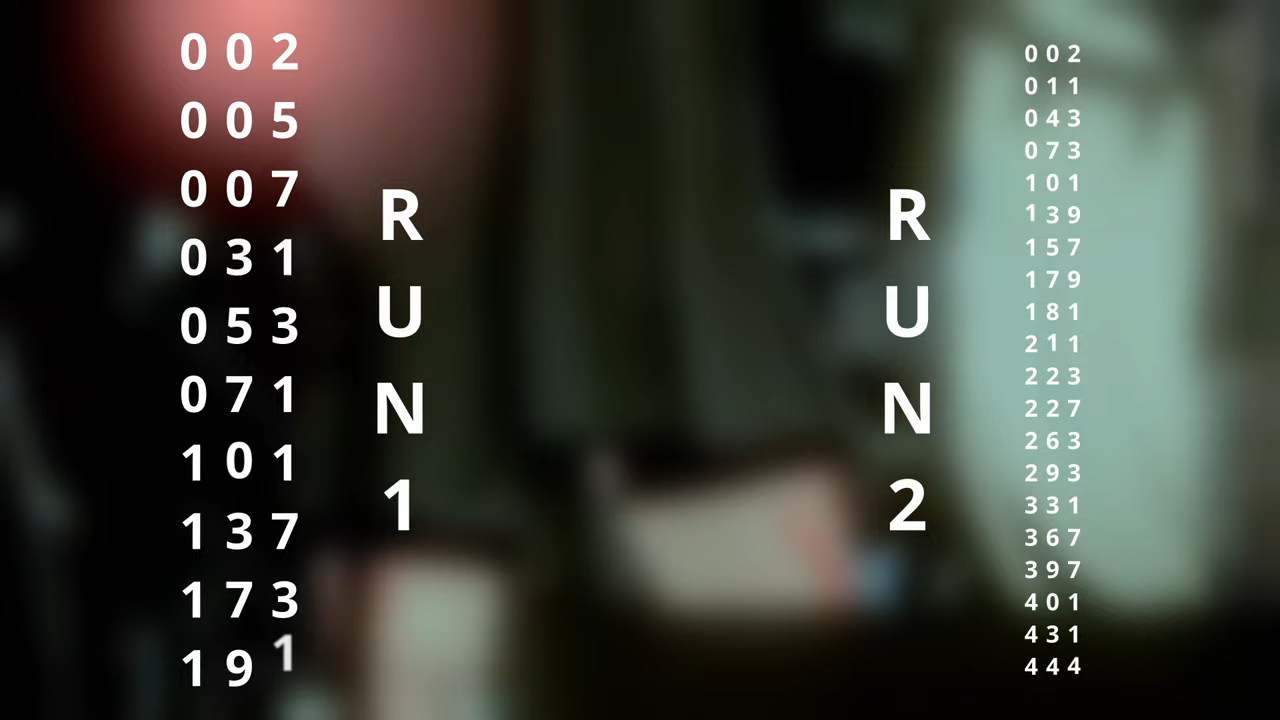 0 0 2
0 0 5
0 0 7
0 3 1
0 5 3
0 7 1
1 0 1
1 3 7
1 7 3
1 9 1
R
U
N
1
R
U
N
2
0 0 2
0 1 1
0 4 3
0 7 3
1 0 1
1 3 9
1 5 7
1 7 9
1 8 1
2 1 1
2 2 3
2 2 7
2 6 3
2 9 3
3 3 1
3 6 7
3 9 7
4 0 1
4 3 1
4 4 4